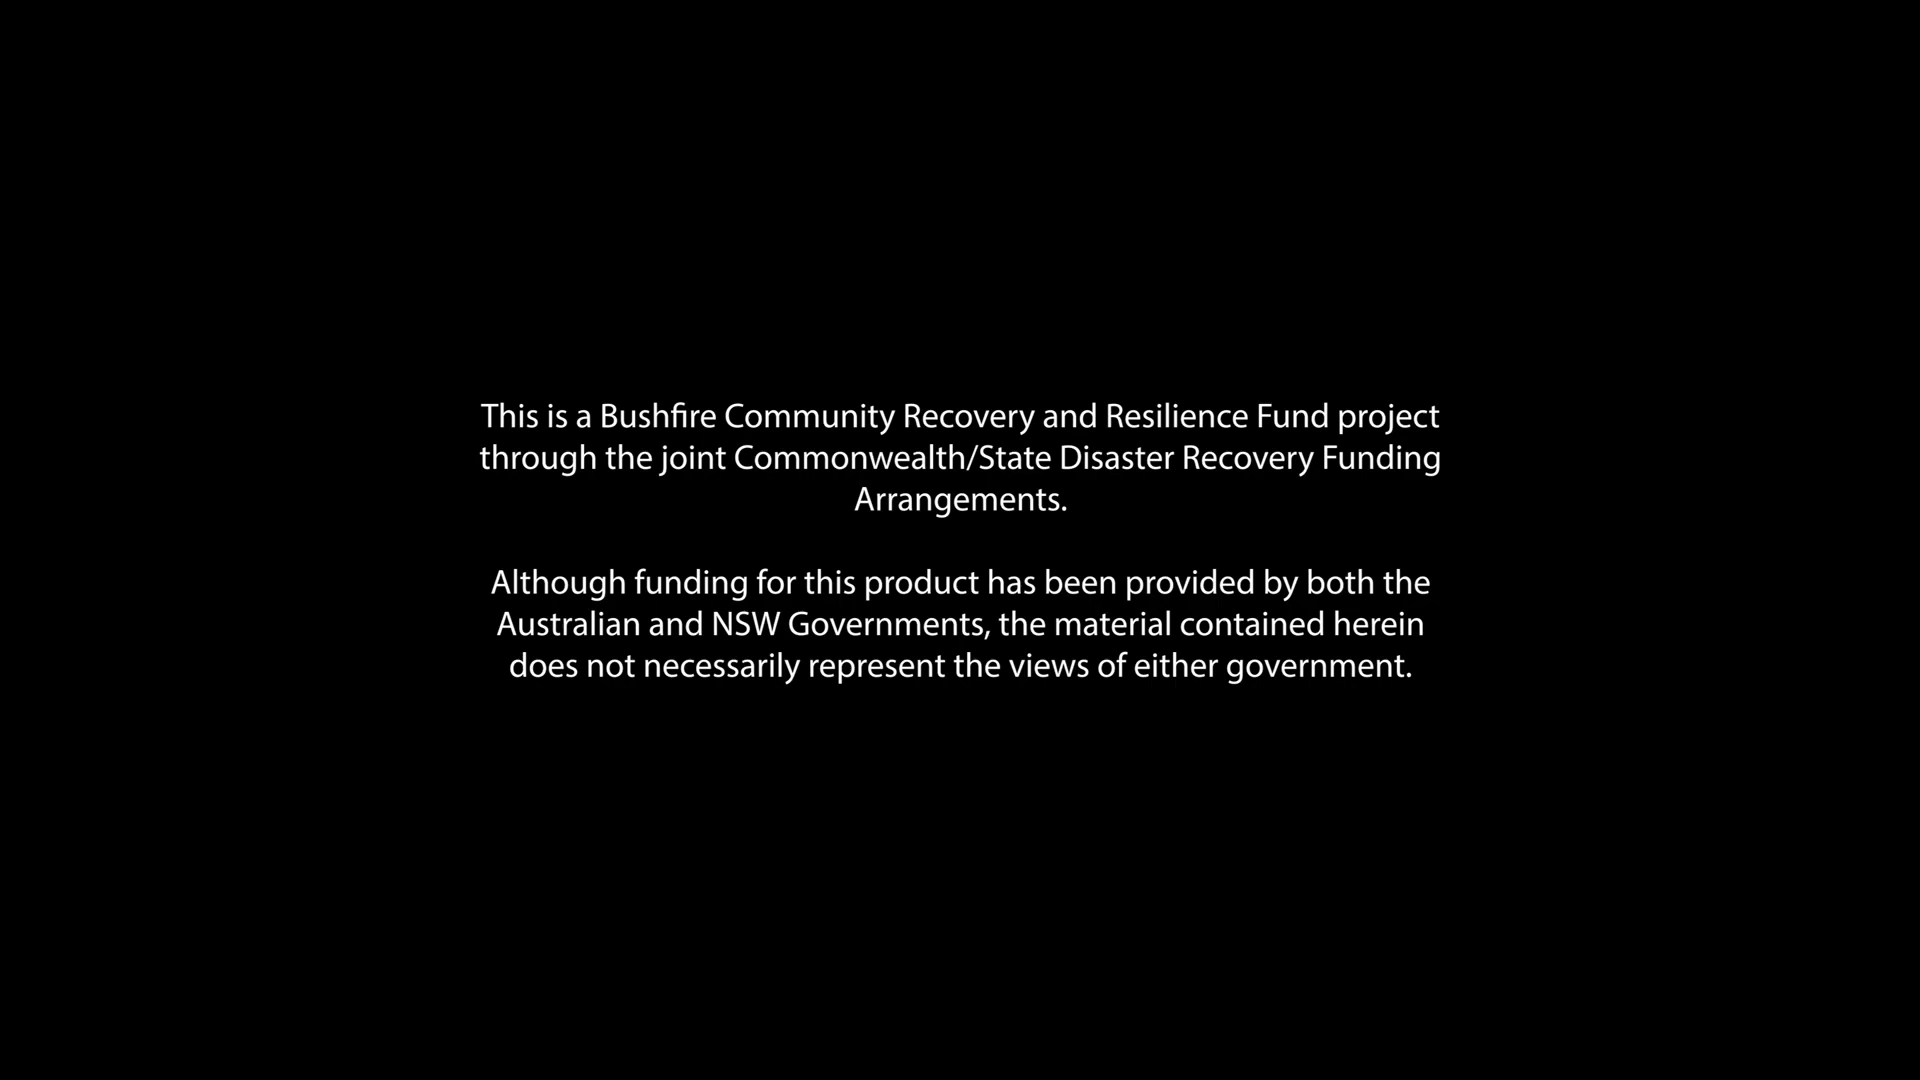 This is a Bushfire Community Recovery and Resilience Fund project
through the joint Commonwealth/State Disaster Recovery Funding
Arrangements.
Although funding for this product has been provided by both the
Australian and NSW Governments, the material contained herein
does not necessarily represent the views of either government.